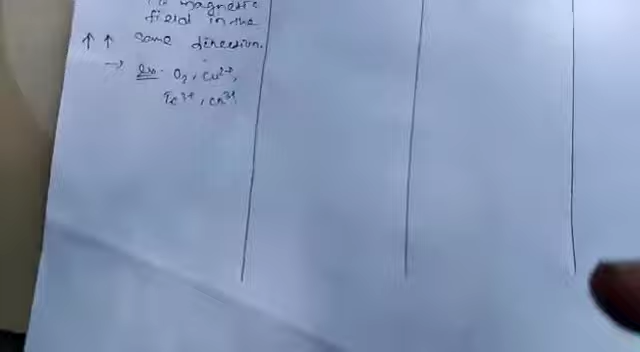 magnetic
field in the
↑ ↑ same direction.
→ Ex- O₂, Cu²⁺,
Fe³⁺, Cr³⁺